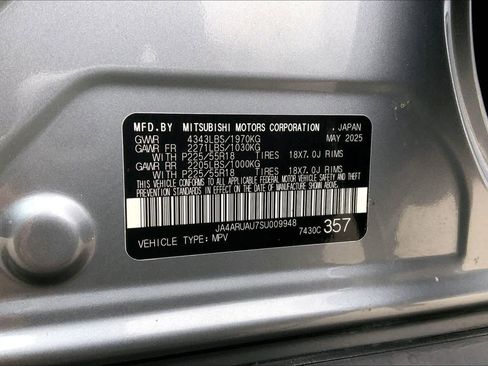 MFD.BY MITSUBISHI MOTORS CORPORATION . JAPAN
GVWR 4343LBS/1970KG MAY 2025
GAWR FR 2271LBS/1030KG
WITH P225/55R18 TIRES 18X7.0J RIMS
GAWR RR 2205LBS/1000KG
WITH P225/55R18 TIRES 18X7.0J RIMS
THIS VEHICLE CONFORMS TO ALL APPLICABLE FEDERAL
MOTOR VEHICLE SAFETY, BUMPER, AND THEFT
PREVENTION STANDARDS IN EFFECT ON THE DATE OF
MANUFACTURE SHOWN ABOVE.
JA4ARUAU7SU009948
VEHICLE TYPE: MPV 7430C 357